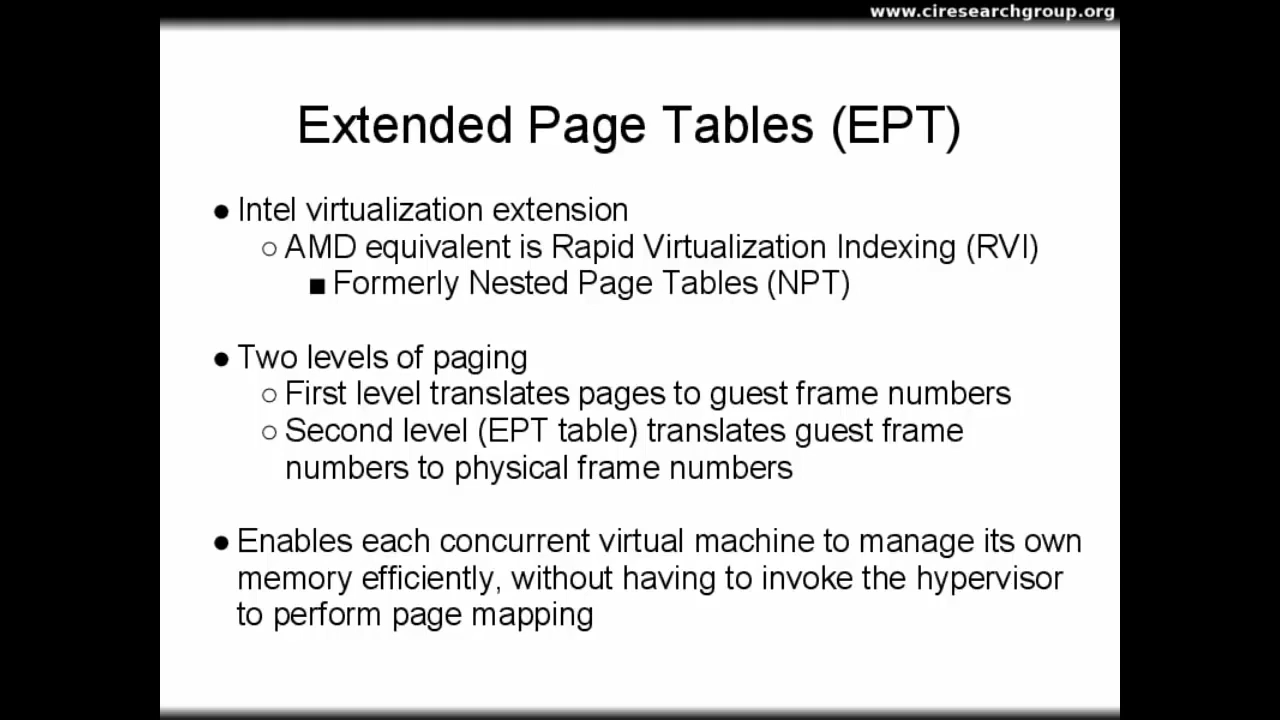 www.ciresearchgroup.org
Extended Page Tables (EPT)
● Intel virtualization extension
○ AMD equivalent is Rapid Virtualization Indexing (RVI)
■ Formerly Nested Page Tables (NPT)
● Two levels of paging
○ First level translates pages to guest frame numbers
○ Second level (EPT table) translates guest frame
numbers to physical frame numbers
● Enables each concurrent virtual machine to manage its own
memory efficiently, without having to invoke the hypervisor
to perform page mapping